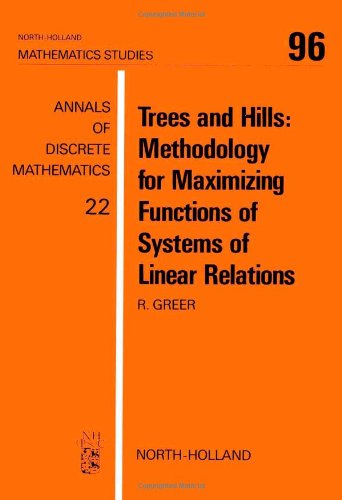 NORTH-HOLLAND
MATHEMATICS STUDIES
96
ANNALS
OF
DISCRETE
MATHEMATICS
22
Trees and Hills:
Methodology
for Maximizing
Functions of
Systems of
Linear Relations
R. GREER
NORTH-HOLLAND